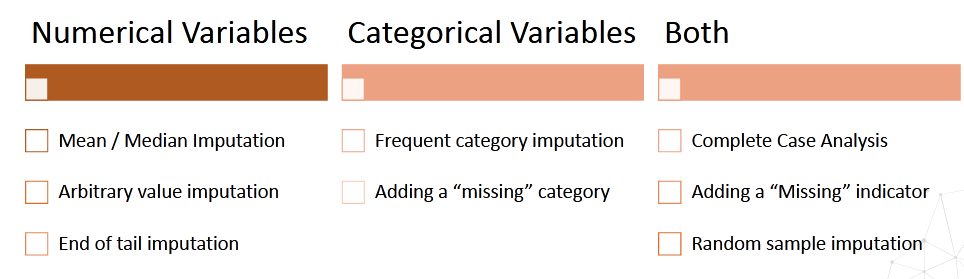 Numerical Variables
Mean / Median Imputation
Arbitrary value imputation
End of tail imputation
Categorical Variables
Frequent category imputation
Adding a “missing” category
Both
Complete Case Analysis
Adding a “Missing” indicator
Random sample imputation